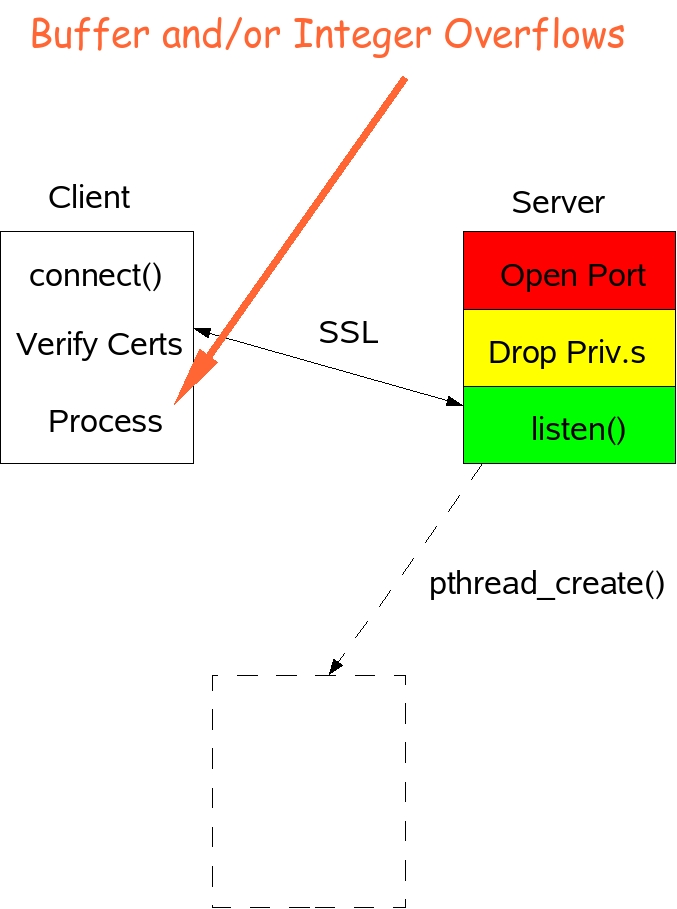 Buffer and/or Integer Overflows
Client
Server
connect()
Open Port
Verify Certs
SSL
Drop Priv.s
Process
listen()
pthread_create()